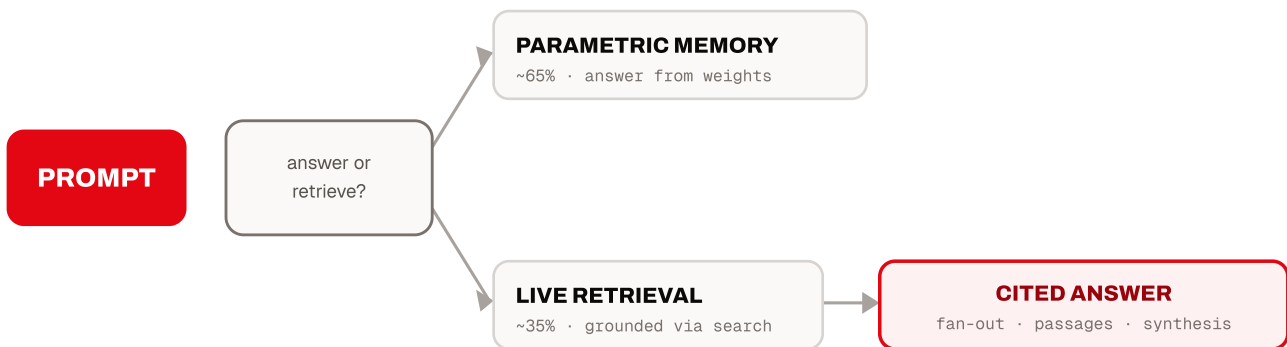 PROMPT
answer or
retrieve?
PARAMETRIC MEMORY
~65% · answer from weights
LIVE RETRIEVAL
~35% · grounded via search
CITED ANSWER
fan-out · passages · synthesis